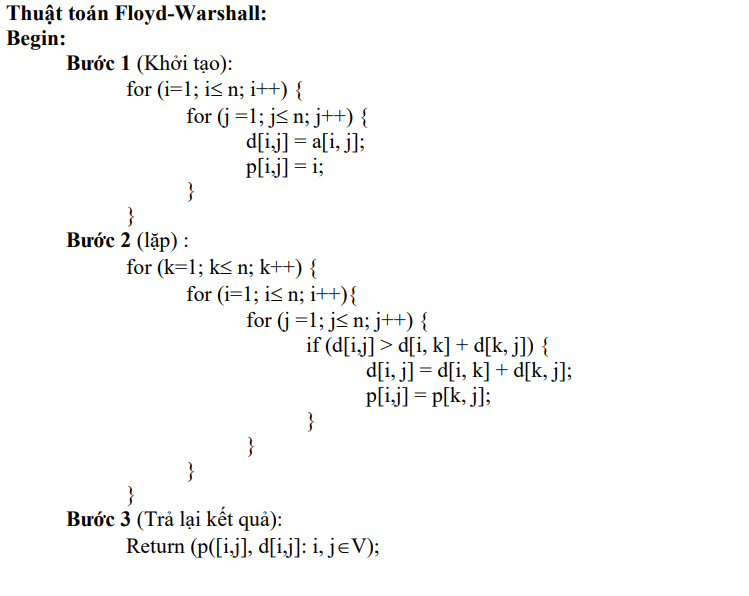 Thuật toán Floyd-Warshall:
Begin:
Bước 1 (Khởi tạo):
for (i=1; i≤ n; i++) {
for (j =1; j≤ n; j++) {
d[i,j] = a[i, j];
p[i,j] = i;
}
}
Bước 2 (lặp) :
for (k=1; k≤ n; k++) {
for (i=1; i≤ n; i++){
for (j =1; j≤ n; j++) {
if (d[i,j] > d[i, k] + d[k, j]) {
d[i, j] = d[i, k] + d[k, j];
p[i,j] = p[k, j];
}
}
}
}
Bước 3 (Trả lại kết quả):
Return (p([i,j], d[i,j]: i, j∈V);